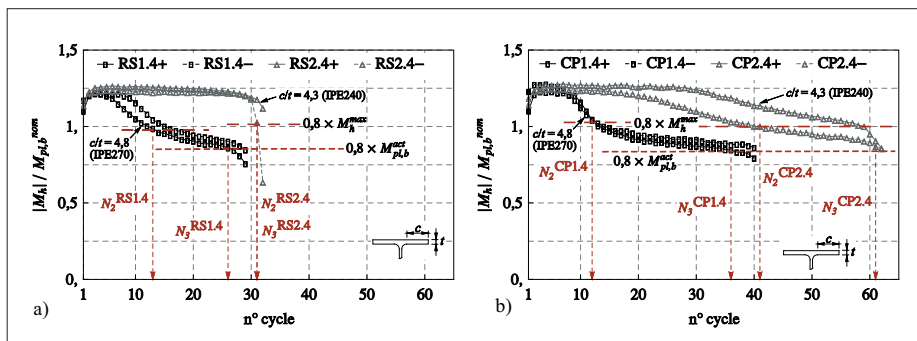 1,5
RS1.4+
RS1.4−
RS2.4+
RS2.4−
c/t = 4,3 (IPE240)
0,8 × M_h^max
1,
c/t = 4,8
(IPE270)
0,8 × M_pl,b^act
|M_h| / M_pl,b^nom
0,5
N_2^RS1.4
N_3^RS1.4
N_2^RS2.4
N_3^RS2.4
c
t
0,
1 10 20 30 40 50 60
n° cycle
a)
1,5
CP1.4+
CP1.4−
CP2.4+
CP2.4−
c/t = 4,3 (IPE240)
0,8 × M_h^max
1,
c/t = 4,8
(IPE270)
0,8 × M_pl,b^act
|M_h| / M_pl,b^nom
N_2^CP1.4
N_2^CP2.4
0,5
N_3^CP1.4
N_3^CP2.4
c
t
0,
1 10 20 30 40 50 60
n° cycle
b)